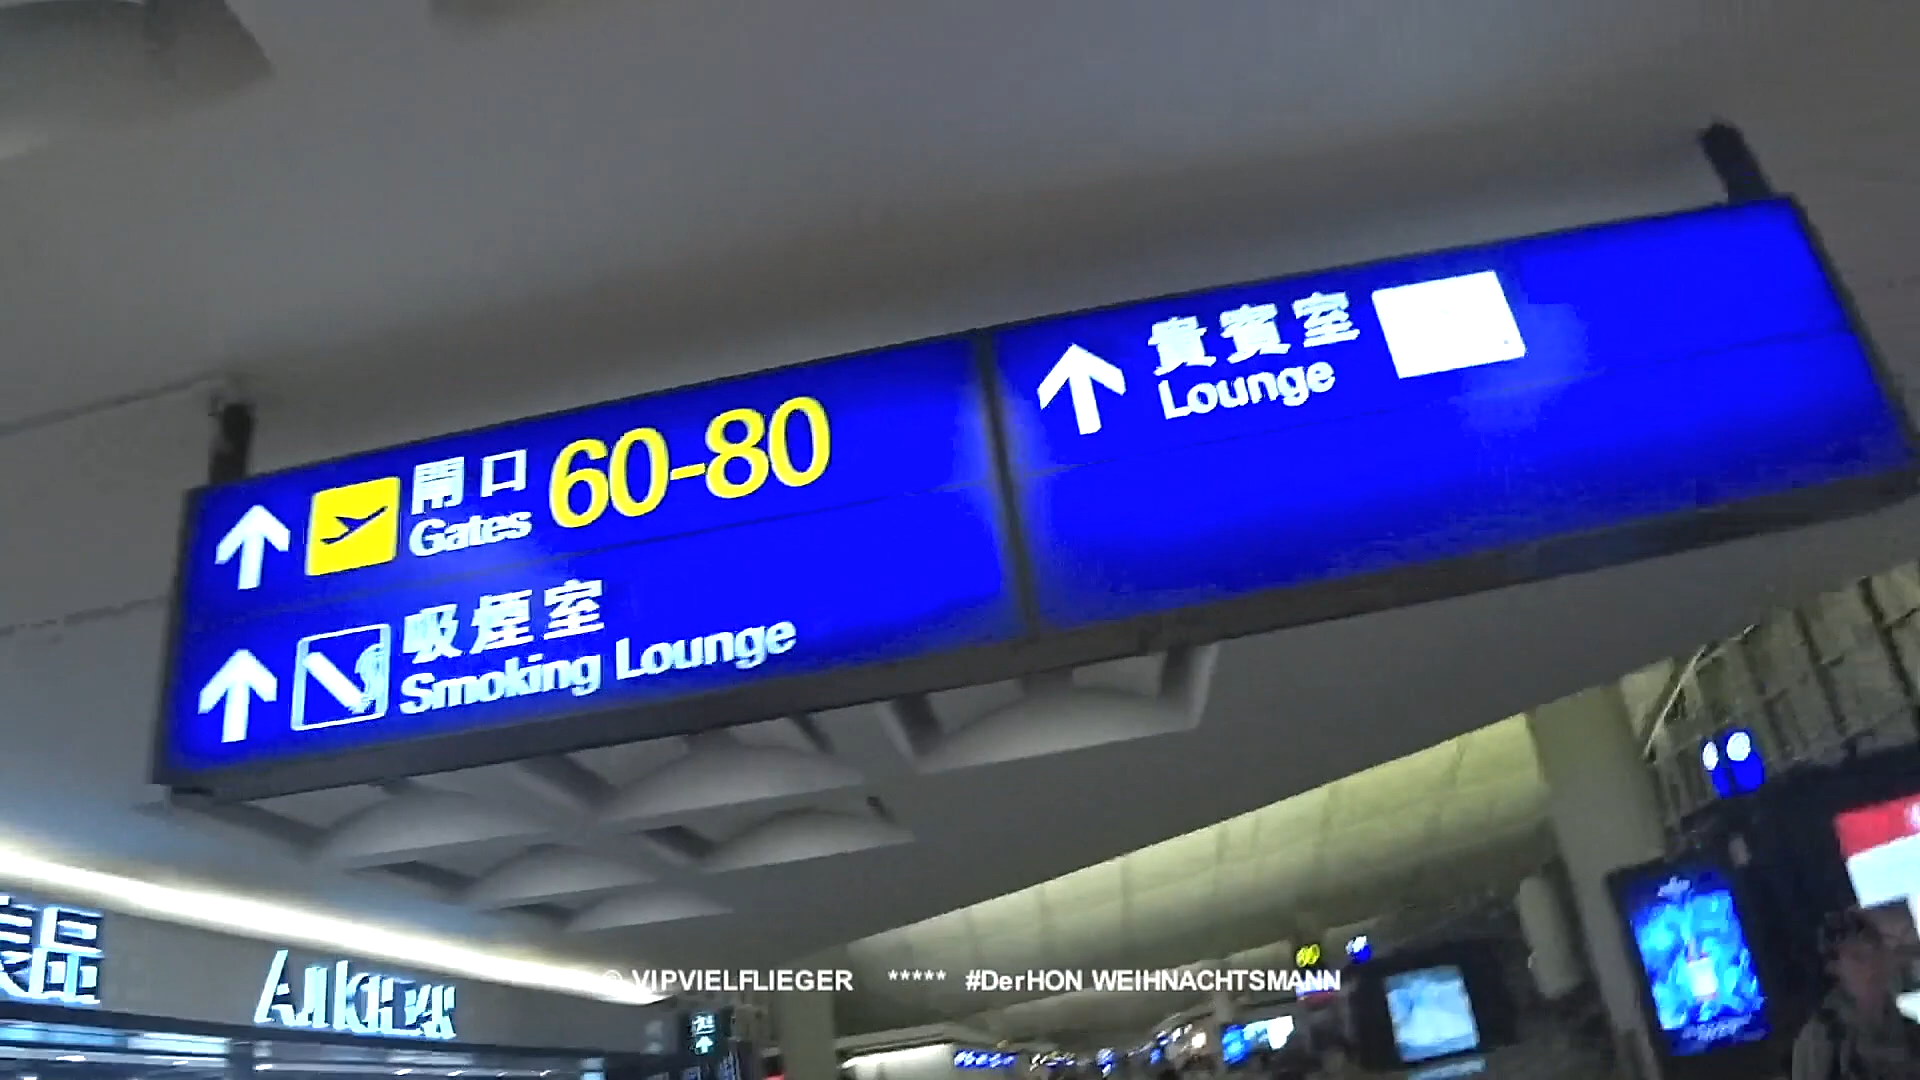 閘口
Gates
60-80
吸煙室
Smoking Lounge
貴賓室
Lounge
© VIPVIELFLIEGER ***** #DerHON WEIHNACHTSMANN